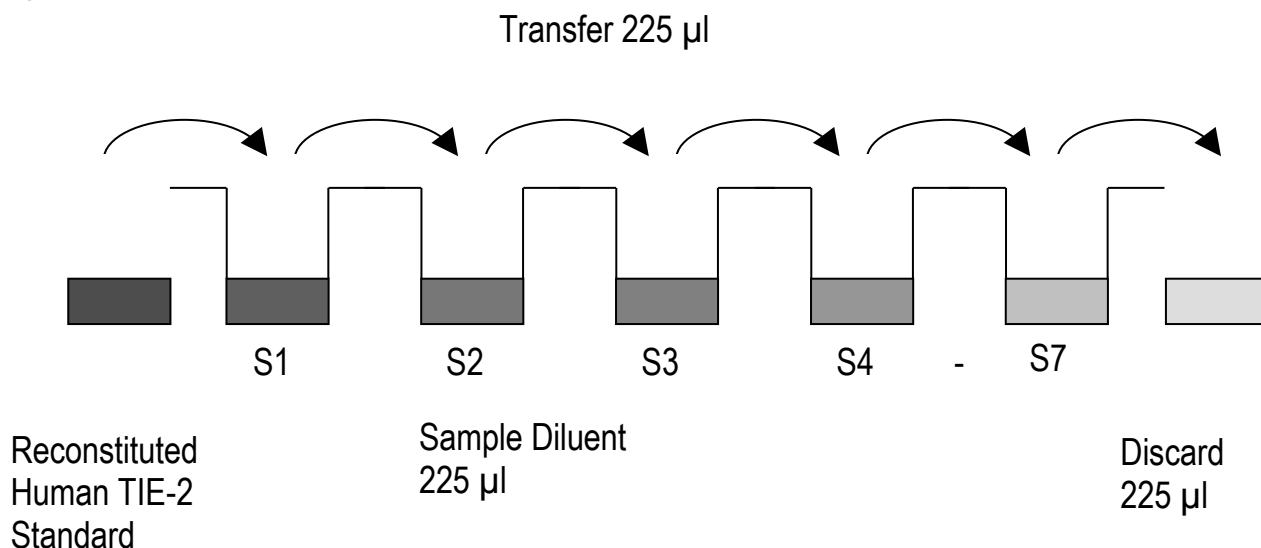 Transfer 225 µl
S1 S2 S3 S4 - S7
Reconstituted
Human TIE-2
Standard
Sample Diluent
225 µl
Discard
225 µl